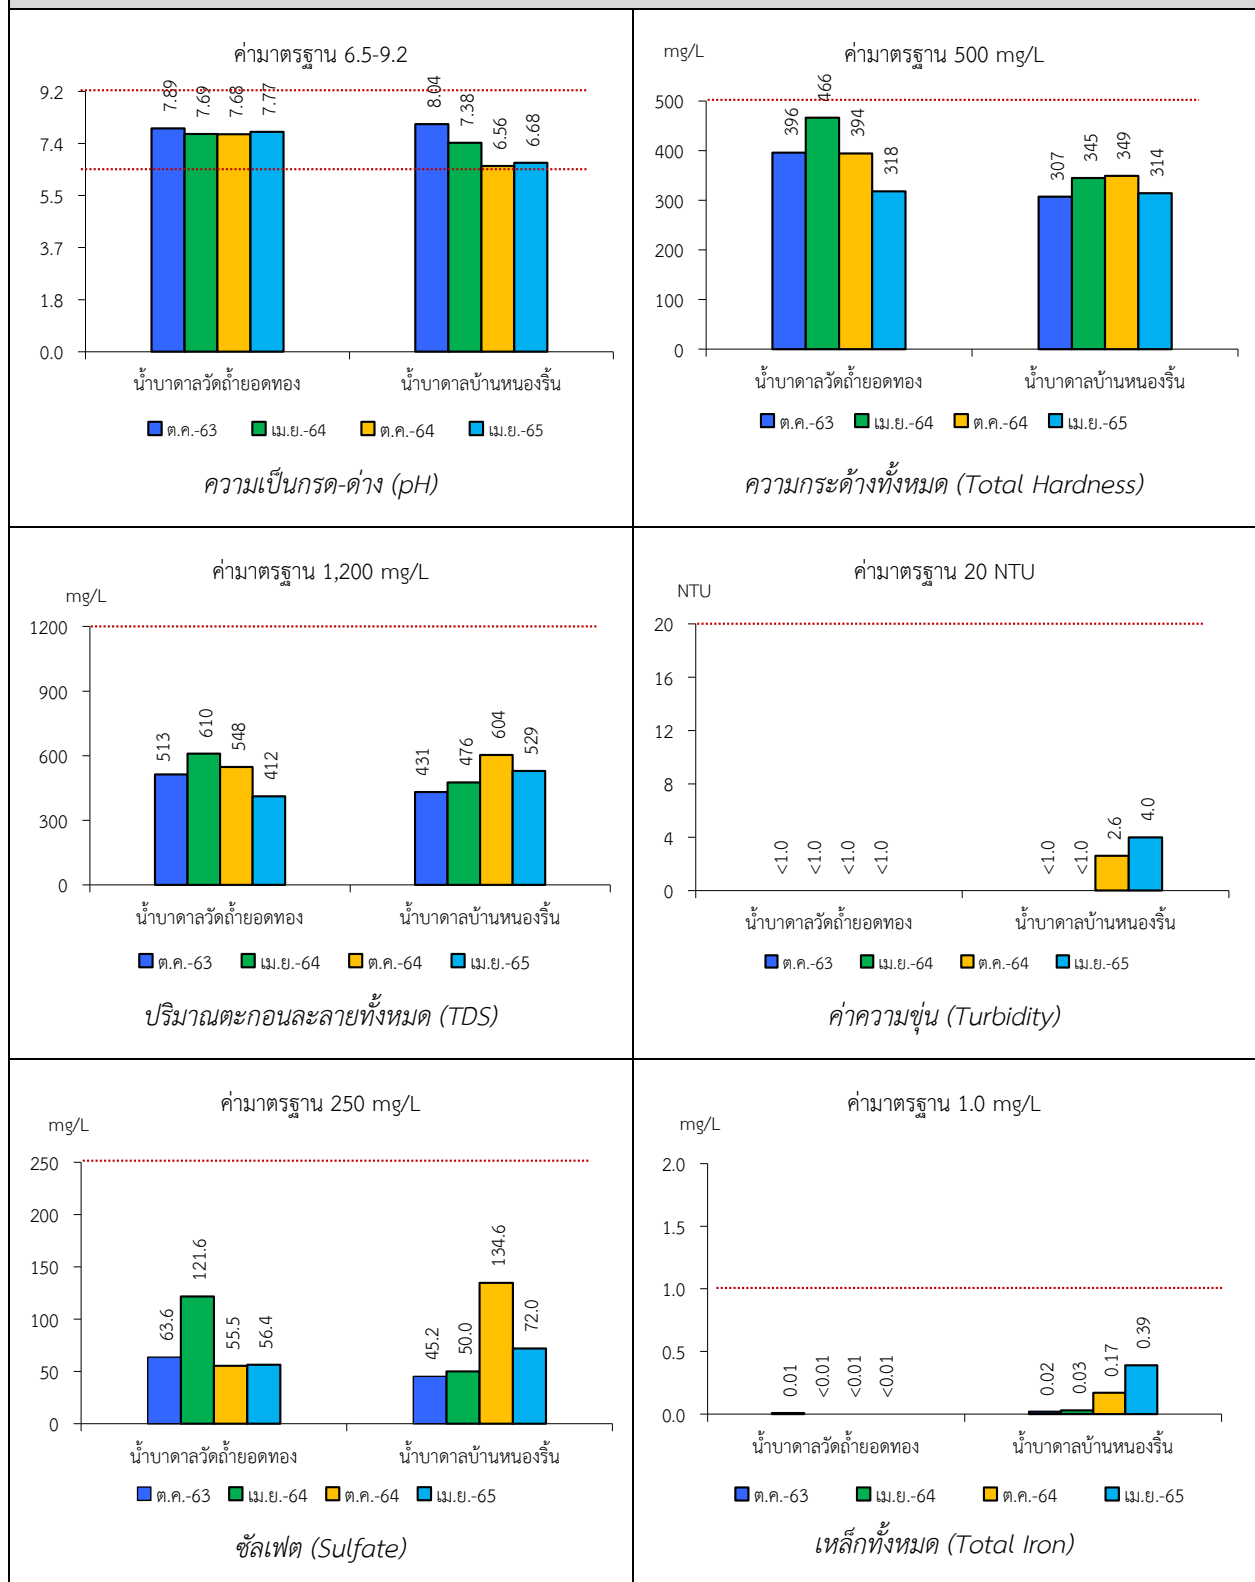 ค่ามาตรฐาน 6.5-9.2
9.2
7.4
5.5
3.7
1.8
0.0
7.89
7.69
7.68
7.77
8.04
7.38
6.56
6.68
น้ำบาดาลวัดถ้ำยอดทอง
น้ำบาดาลบ้านหนองริ้น
ต.ค.-63 เม.ย.-64 ต.ค.-64 เม.ย.-65
ความเป็นกรด-ด่าง (pH)
mg/L
ค่ามาตรฐาน 500 mg/L
500
400
300
200
100
0
396
466
394
318
307
345
349
314
น้ำบาดาลวัดถ้ำยอดทอง
น้ำบาดาลบ้านหนองริ้น
ต.ค.-63 เม.ย.-64 ต.ค.-64 เม.ย.-65
ความกระด้างทั้งหมด (Total Hardness)
ค่ามาตรฐาน 1,200 mg/L
mg/L
1200
900
600
300
0
513
610
548
412
431
476
604
529
น้ำบาดาลวัดถ้ำยอดทอง
น้ำบาดาลบ้านหนองริ้น
ต.ค.-63 เม.ย.-64 ต.ค.-64 เม.ย.-65
ปริมาณตะกอนละลายทั้งหมด (TDS)
ค่ามาตรฐาน 20 NTU
NTU
20
16
12
8
4
0
<1.0
<1.0
<1.0
<1.0
<1.0
<1.0
2.6
4.0
น้ำบาดาลวัดถ้ำยอดทอง
น้ำบาดาลบ้านหนองริ้น
ต.ค.-63 เม.ย.-64 ต.ค.-64 เม.ย.-65
ค่าความขุ่น (Turbidity)
ค่ามาตรฐาน 250 mg/L
mg/L
250
200
150
100
50
0
63.6
121.6
55.5
56.4
45.2
50.0
134.6
72.0
น้ำบาดาลวัดถ้ำยอดทอง
น้ำบาดาลบ้านหนองริ้น
ต.ค.-63 เม.ย.-64 ต.ค.-64 เม.ย.-65
ซัลเฟต (Sulfate)
ค่ามาตรฐาน 1.0 mg/L
mg/L
2.0
1.5
1.0
0.5
0.0
0.01
<0.01
<0.01
<0.01
0.02
0.03
0.17
0.39
น้ำบาดาลวัดถ้ำยอดทอง
น้ำบาดาลบ้านหนองริ้น
ต.ค.-63 เม.ย.-64 ต.ค.-64 เม.ย.-65
เหล็กทั้งหมด (Total Iron)